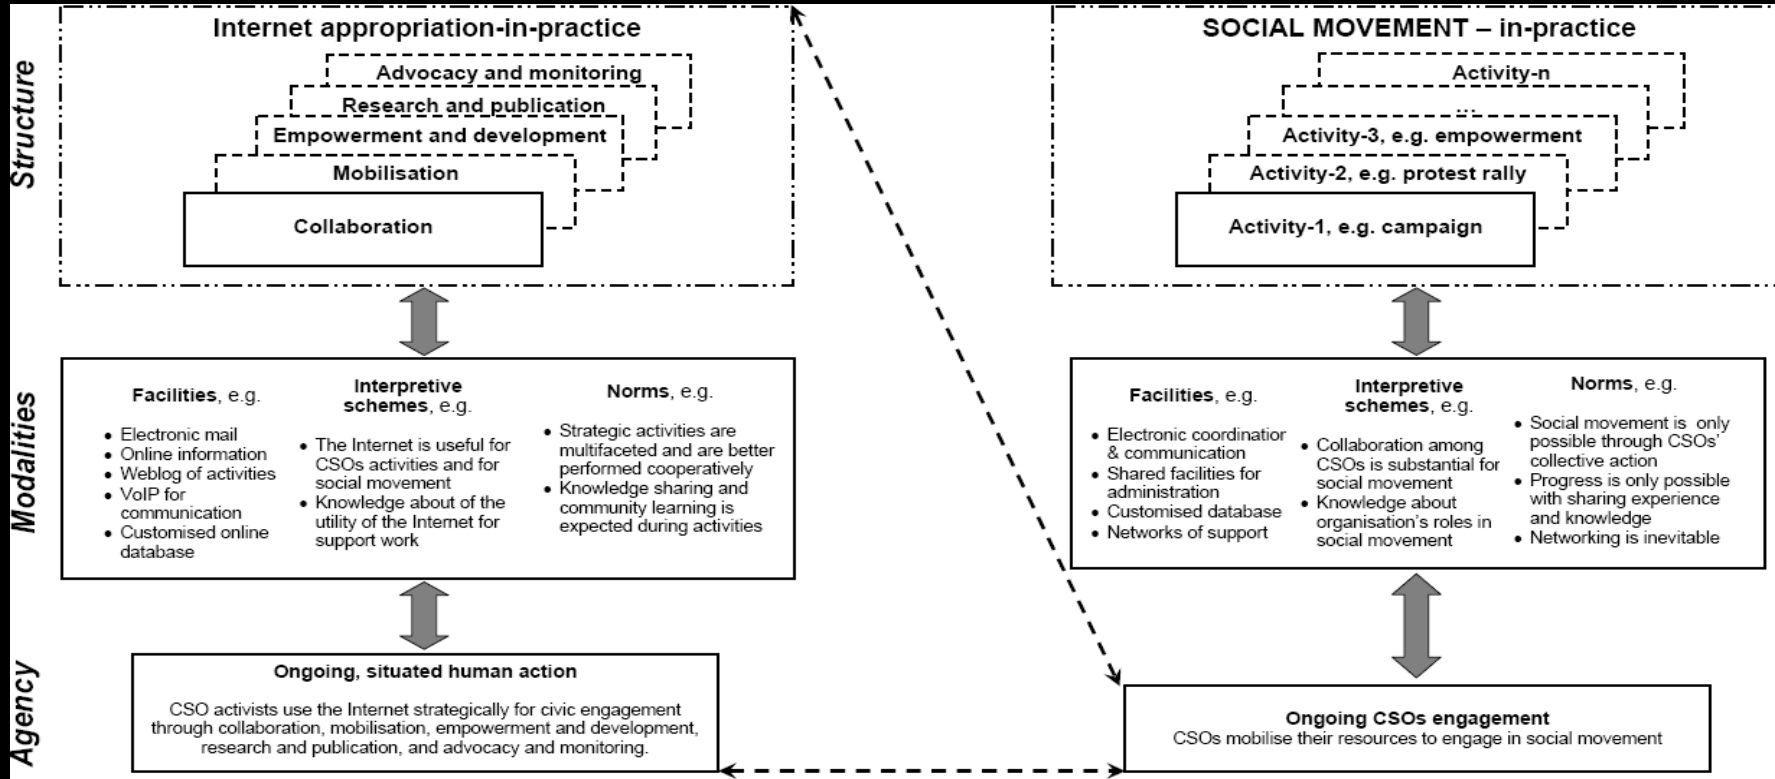 Structure
Internet appropriation-in-practice
Advocacy and monitoring
Research and publication
Empowerment and development
Mobilisation
Collaboration
SOCIAL MOVEMENT – in-practice
Activity-n
...
Activity-3, e.g. empowerment
Activity-2, e.g. protest rally
Activity-1, e.g. campaign
Modalities
Facilities, e.g.
• Electronic mail
• Online information
• Weblog of activities
• VoIP for
communication
• Customised online
database
Interpretive
schemes, e.g.
• The Internet is useful for
CSOs activities and for
social movement
• Knowledge about of the
utility of the Internet for
support work
Norms, e.g.
• Strategic activities are
multifaceted and are better
performed cooperatively
• Knowledge sharing and
community learning is
expected during activities
Facilities, e.g.
• Electronic coordination
& communication
• Shared facilities for
administration
• Customised database
• Networks of support
Interpretive
schemes, e.g.
• Collaboration among
CSOs is substantial for
social movement
• Knowledge about
organisation's roles in
social movement
Norms, e.g.
• Social movement is only
possible through CSOs'
collective action
• Progress is only possible
with sharing experience
and knowledge
• Networking is inevitable
Agency
Ongoing, situated human action
CSO activists use the Internet strategically for civic engagement
through collaboration, mobilisation, empowerment and development,
research and publication, and advocacy and monitoring.
Ongoing CSOs engagement
CSOs mobilise their resources to engage in social movement